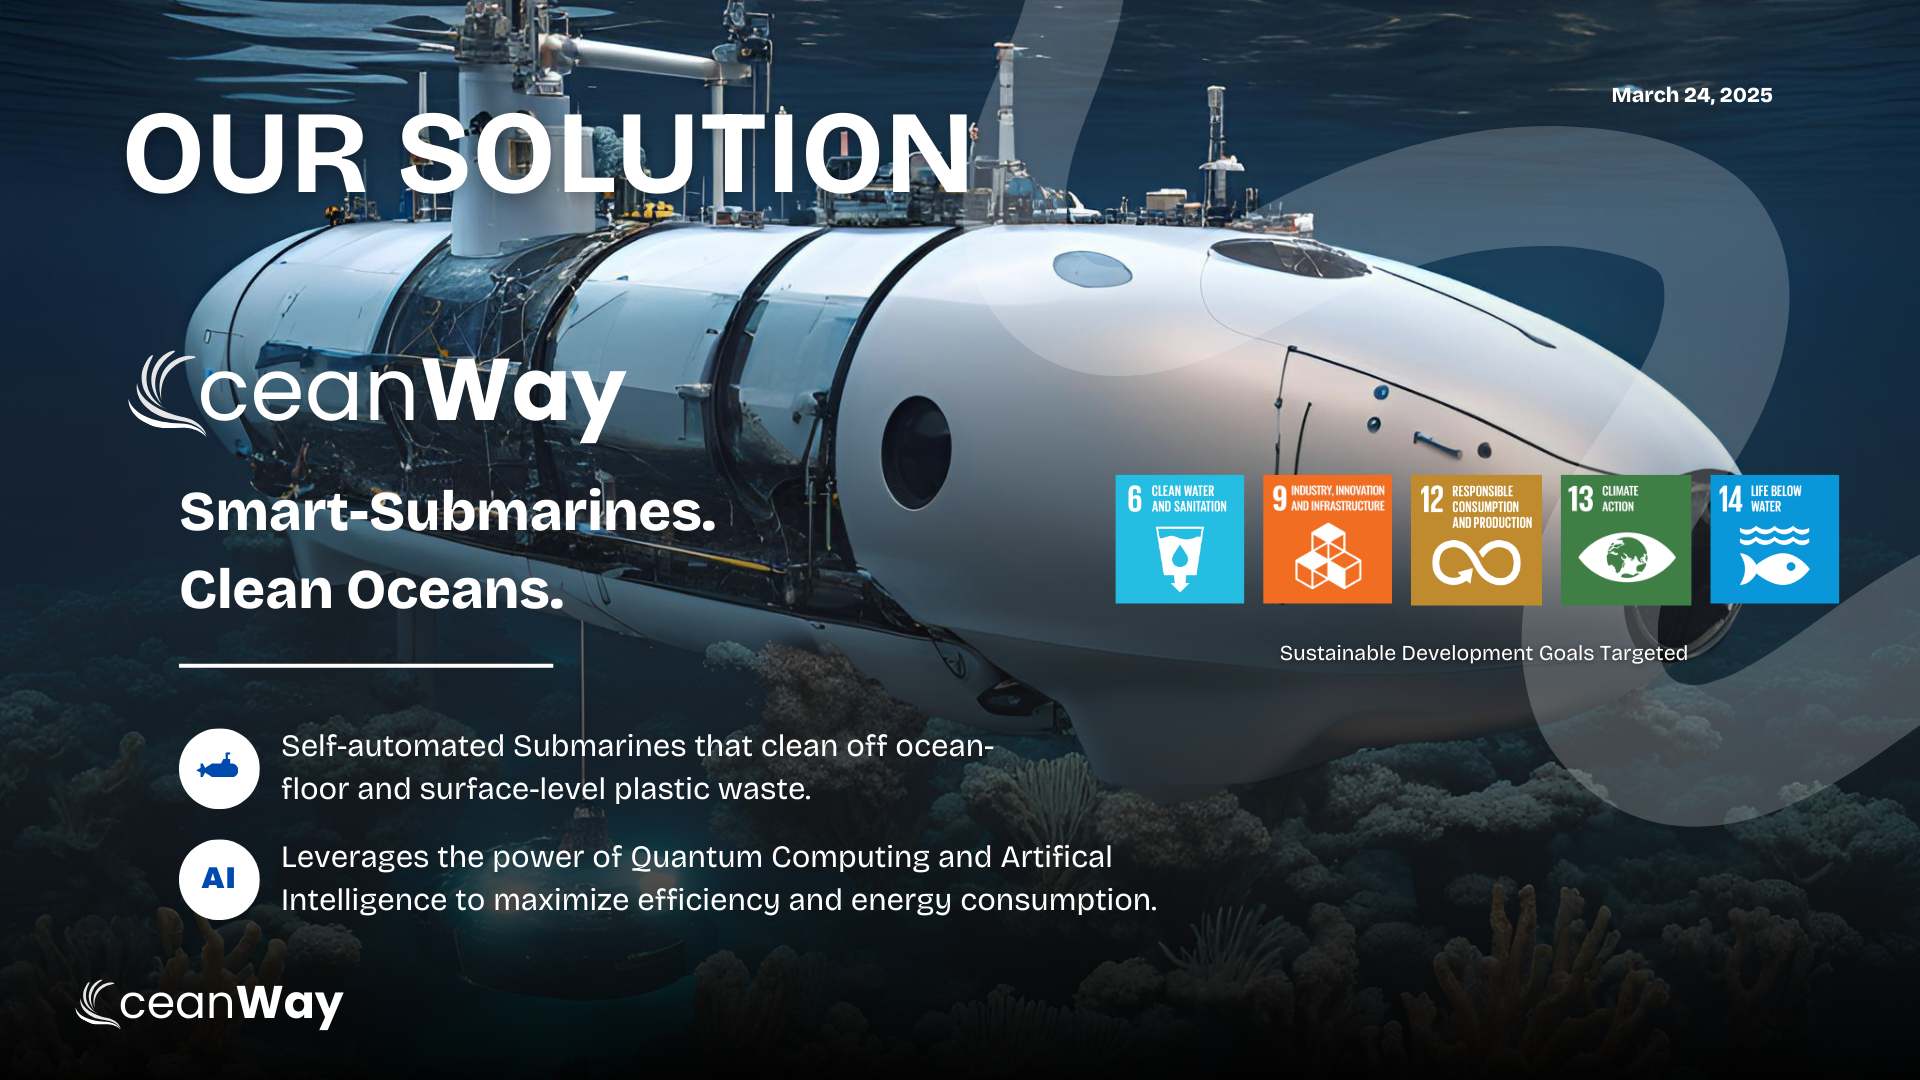 March 24, 2025
OUR SOLUTION
ceanWay
Smart-Submarines.
Clean Oceans.
6 CLEAN WATER
AND SANITATION
9 INDUSTRY, INNOVATION
AND INFRASTRUCTURE
12 RESPONSIBLE
CONSUMPTION
AND PRODUCTION
13 CLIMATE
ACTION
14 LIFE BELOW
WATER
Sustainable Development Goals Targeted
Self-automated Submarines that clean off ocean-
floor and surface-level plastic waste.
AI
Leverages the power of Quantum Computing and Artifical
Intelligence to maximize efficiency and energy consumption.
ceanWay